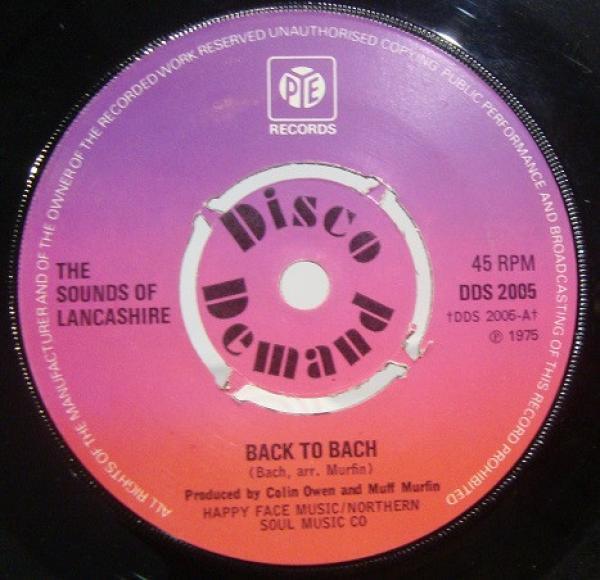 ALL RIGHTS OF THE MANUFACTURER AND OF THE OWNER OF THE RECORDED WORK RESERVED UNAUTHORISED COPYING PUBLIC PERFORMANCE AND BROADCASTING OF THIS RECORD PROHIBITED
PYE
RECORDS
Disco
Demand
THE
SOUNDS OF
LANCASHIRE
45 RPM
DDS 2005
†DDS 2005-A†
℗ 1975
BACK TO BACH
(Bach, arr. Murfin)
Produced by Colin Owen and Muff Murfin
HAPPY FACE MUSIC/NORTHERN
SOUL MUSIC CO